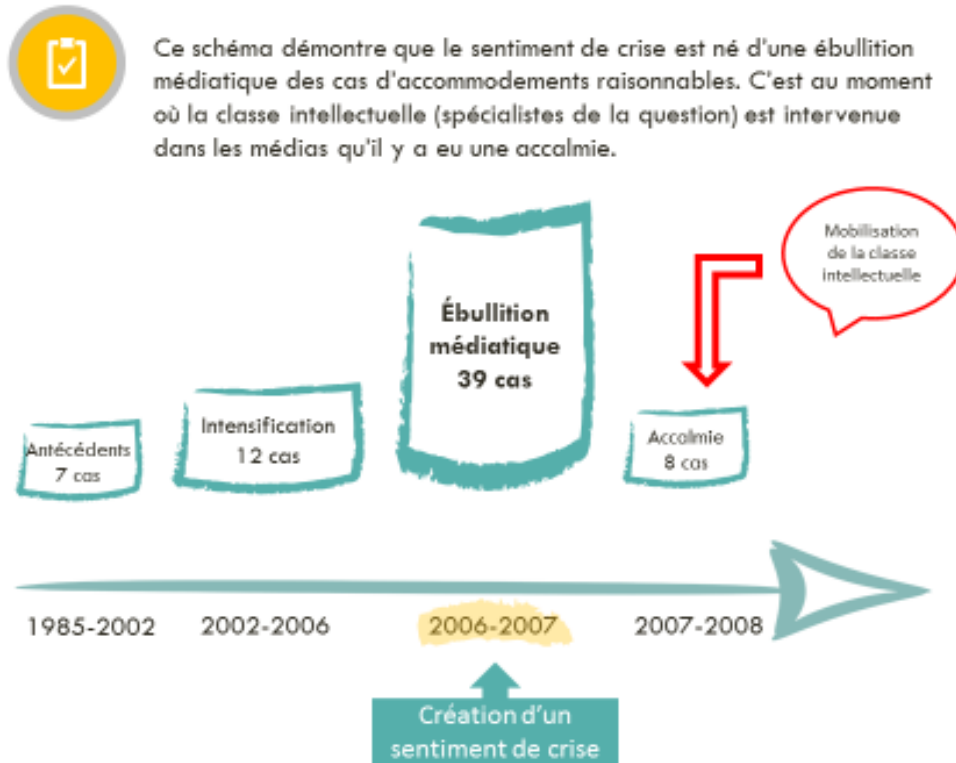 Ce schéma démontre que le sentiment de crise est né d'une ébullition
médiatique des cas d'accommodements raisonnables. C'est au moment
où la classe intellectuelle (spécialistes de la question) est intervenue
dans les médias qu'il y a eu une accalmie.
Mobilisation
de la classe
intellectuelle
Ébullition
médiatique
39 cas
Intensification
12 cas
Antécédents
7 cas
Accalmie
8 cas
1985-2002
2002-2006
2006-2007
2007-2008
Création d'un
sentiment de crise